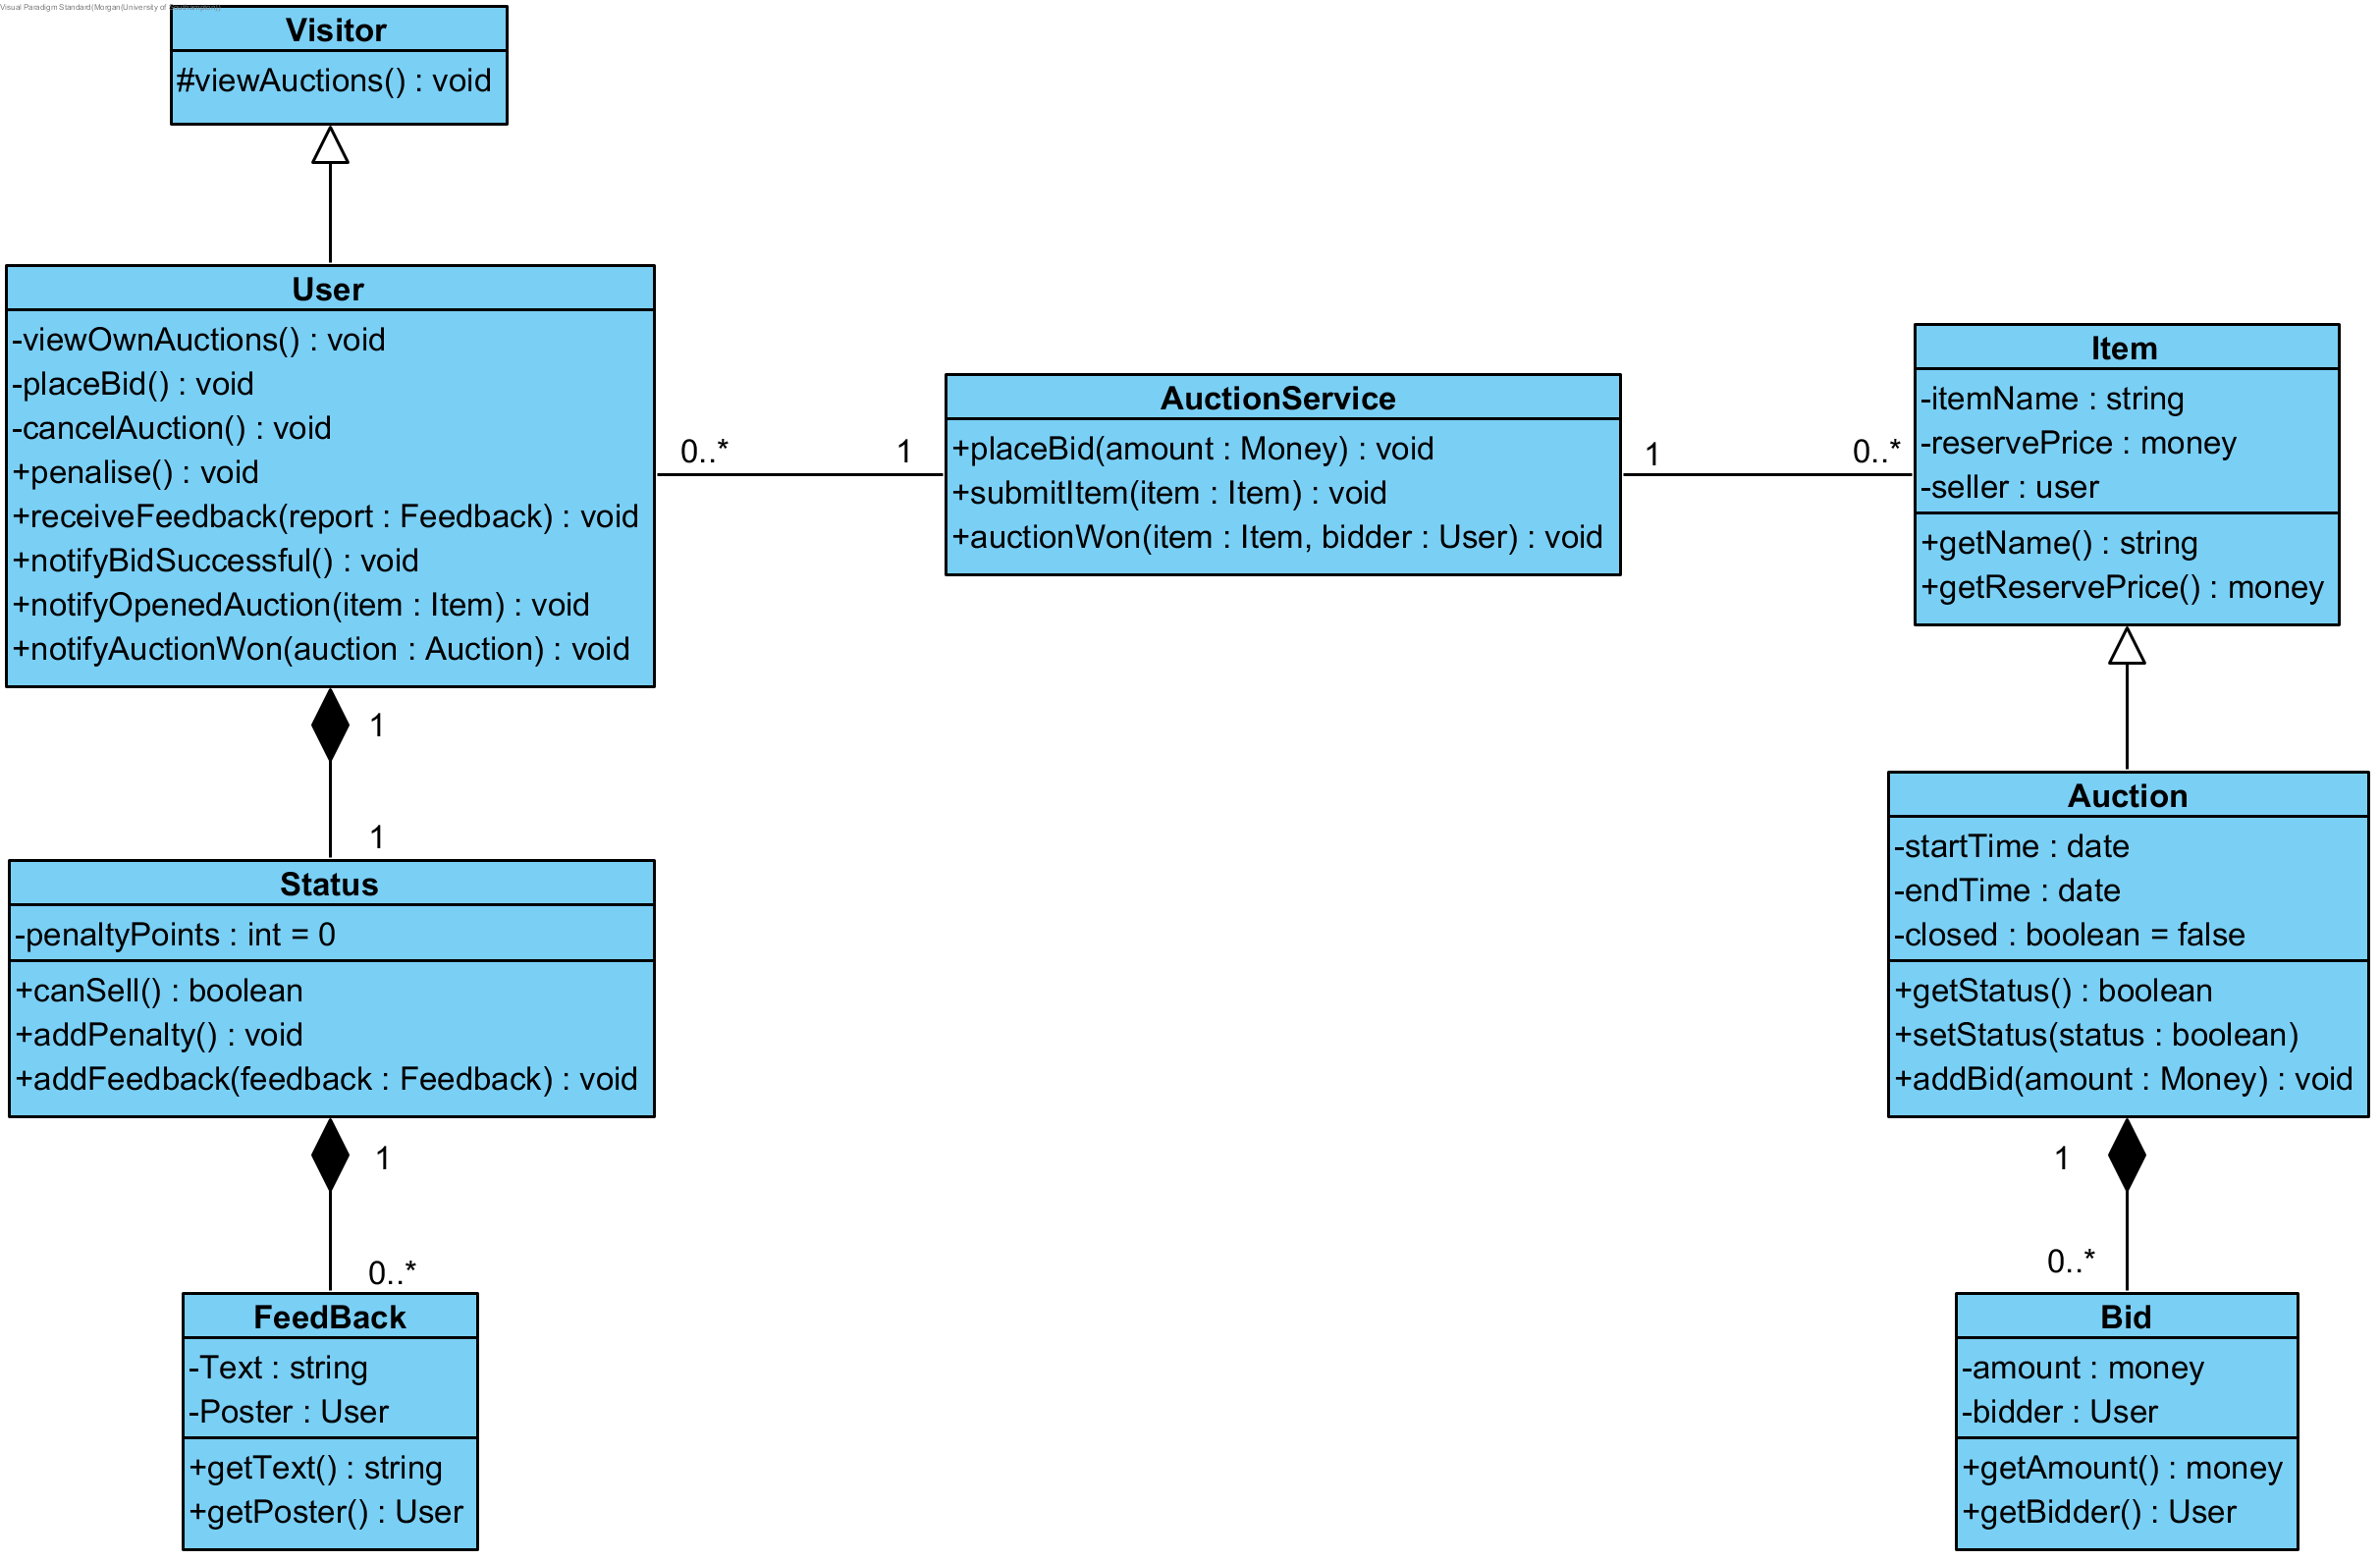 Visual Paradigm Standard(Morgan(University of
Visitor
#viewAuctions() : void
User
-viewOwnAuctions() : void
-placeBid() : void
-cancelAuction() : void
+penalise() : void
+receiveFeedback(report : Feedback) : void
+notifyBidSuccessful() : void
+notifyOpenedAuction(item : Item) : void
+notifyAuctionWon(auction : Auction) : void
0..*
1
AuctionService
+placeBid(amount : Money) : void
+submitItem(item : Item) : void
+auctionWon(item : Item, bidder : User) : void
1
0..*
Item
-itemName : string
-reservePrice : money
-seller : user
+getName() : string
+getReservePrice() : money
1
1
Status
-penaltyPoints : int = 0
+canSell() : boolean
+addPenalty() : void
+addFeedback(feedback : Feedback) : void
1
0..*
FeedBack
-Text : string
-Poster : User
+getText() : string
+getPoster() : User
Auction
-startTime : date
-endTime : date
-closed : boolean = false
+getStatus() : boolean
+setStatus(status : boolean)
+addBid(amount : Money) : void
1
0..*
Bid
-amount : money
-bidder : User
+getAmount() : money
+getBidder() : User